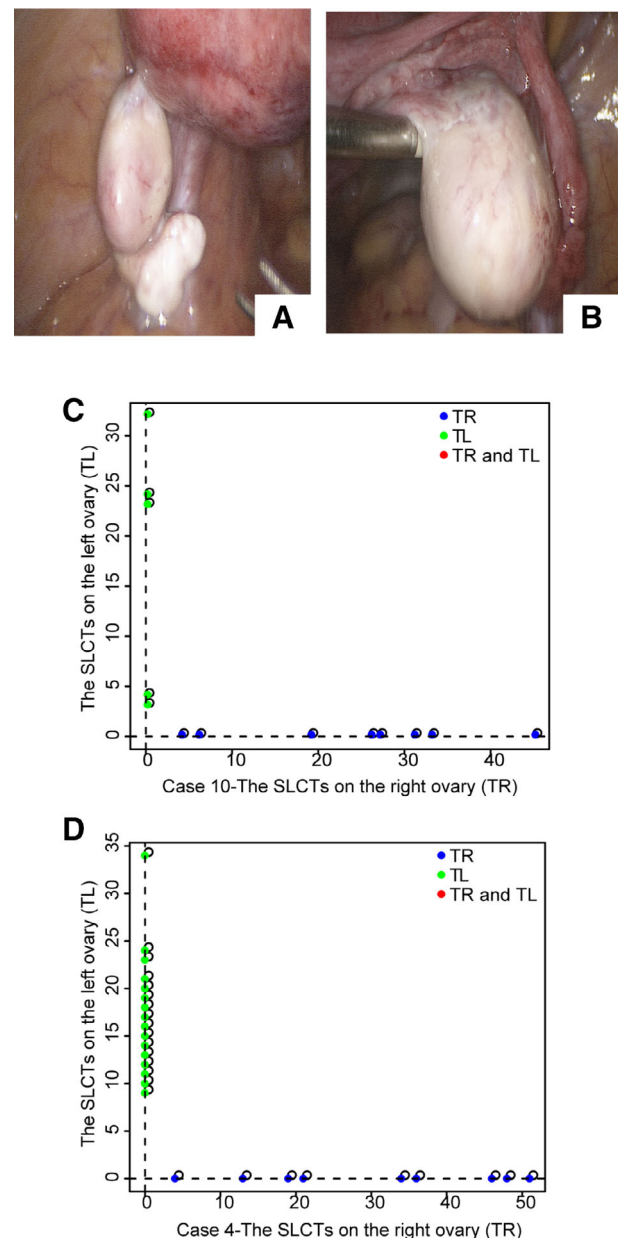 A
B
C
The SLCTs on the left ovary (TL)
30
25
20
15
10
5
0
TR
TL
TR and TL
0 10 20 30 40
Case 10-The SLCTs on the right ovary (TR)
D
The SLCTs on the left ovary (TL)
35
30
25
20
15
10
5
0
TR
TL
TR and TL
0 10 20 30 40 50
Case 4-The SLCTs on the right ovary (TR)